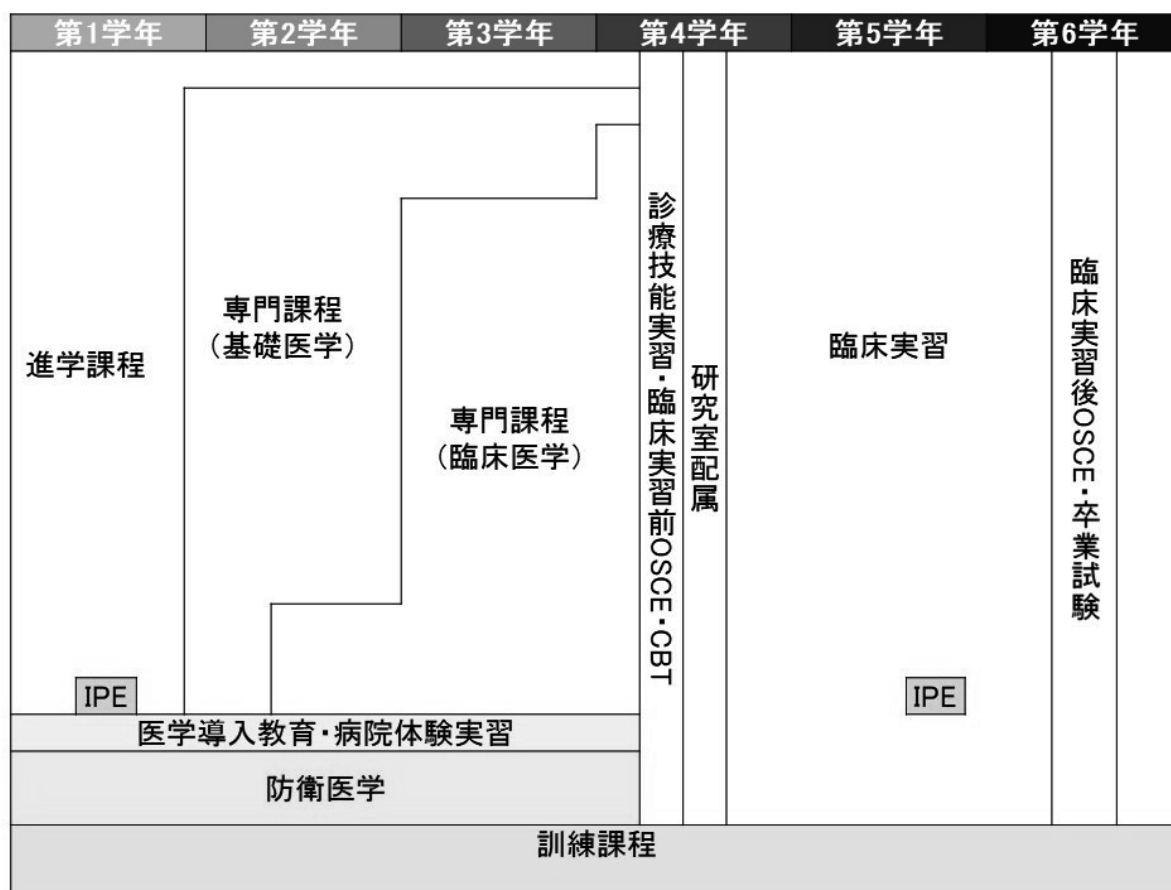 第1学年 第2学年 第3学年 第4学年 第5学年 第6学年
進学課程
専門課程
(基礎医学)
専門課程
(臨床医学)
診療技能実習・臨床実習前OSCE・CBT
研究室配属
臨床実習
臨床実習後OSCE・卒業試験
IPE
IPE
医学導入教育・病院体験実習
防衛医学
訓練課程